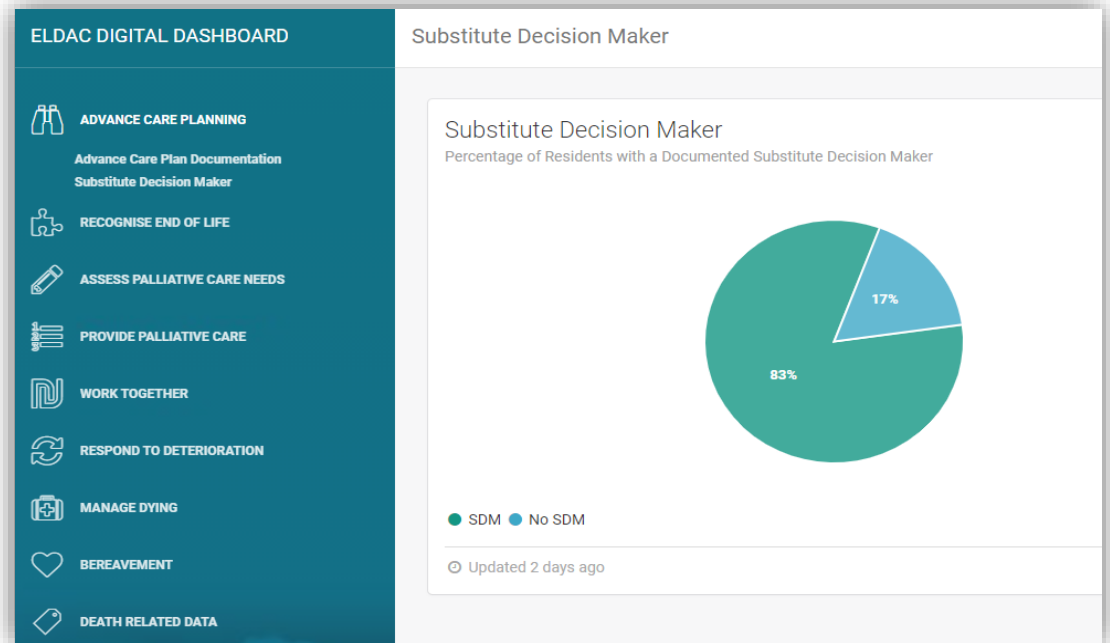 ELDAC DIGITAL DASHBOARD
ADVANCE CARE PLANNING
Advance Care Plan Documentation
Substitute Decision Maker
RECOGNISE END OF LIFE
ASSESS PALLIATIVE CARE NEEDS
PROVIDE PALLIATIVE CARE
WORK TOGETHER
RESPOND TO DETERIORATION
MANAGE DYING
BEREAVEMENT
DEATH RELATED DATA
Substitute Decision Maker
Substitute Decision Maker
Percentage of Residents with a Documented Substitute Decision Maker
17%
83%
SDM No SDM
Updated 2 days ago